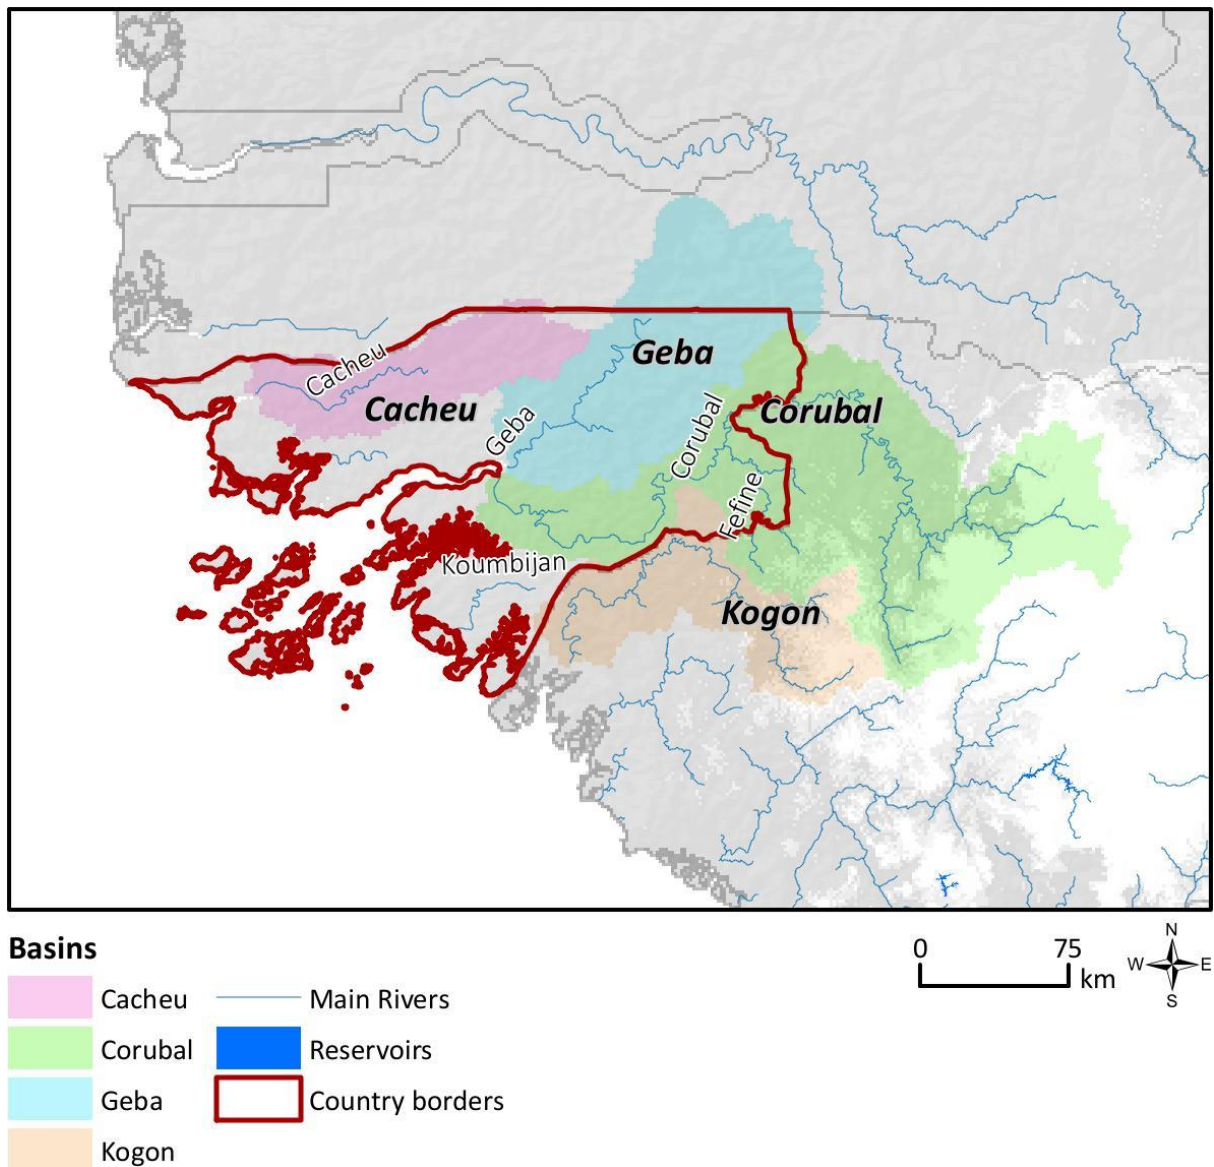 Geba
Cacheu
Corubal
Cacheu
Geba
Corubal
Fefine
Koumbijan
Kogon
Basins
0 75
km
N
W E
S
Cacheu
Main Rivers
Corubal
Reservoirs
Geba
Country borders
Kogon